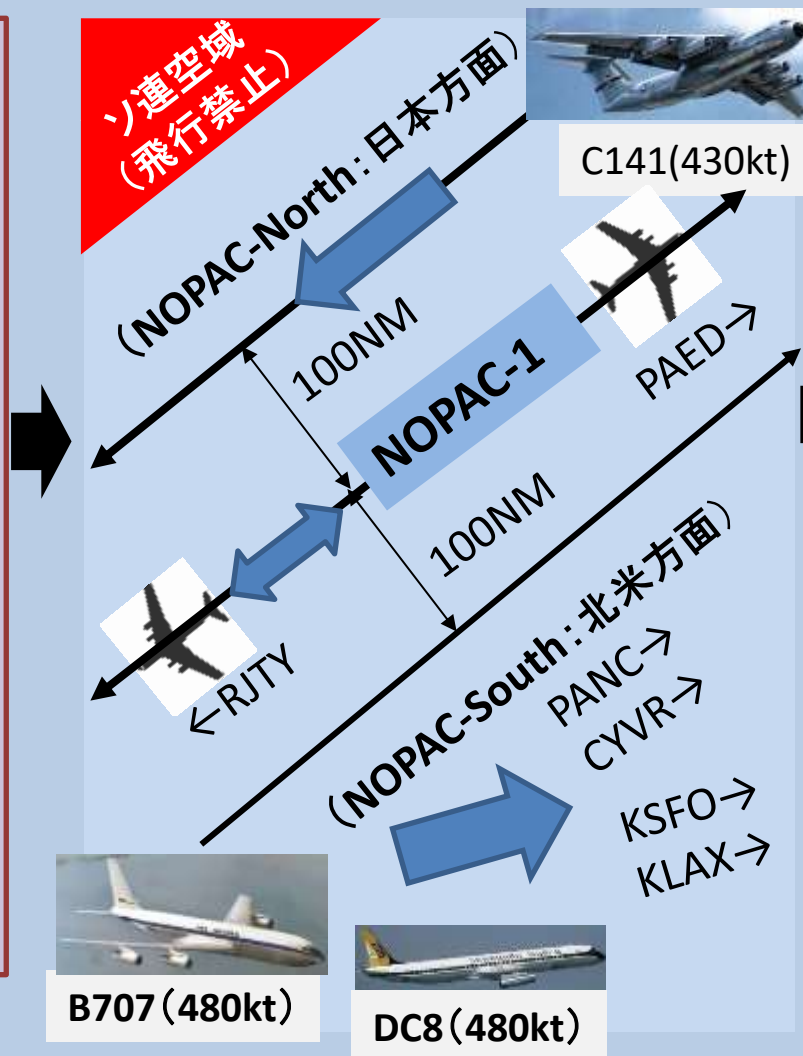 ソ連空域
（飛行禁止）
（NOPAC-North：日本方面）
C141(430kt)
100NM
NOPAC-1
PAED→
100NM
←RJTY
（NOPAC-South：北米方面）
PANC→
CYVR→
KSFO→
KLAX→
B707（480kt）
DC8（480kt）